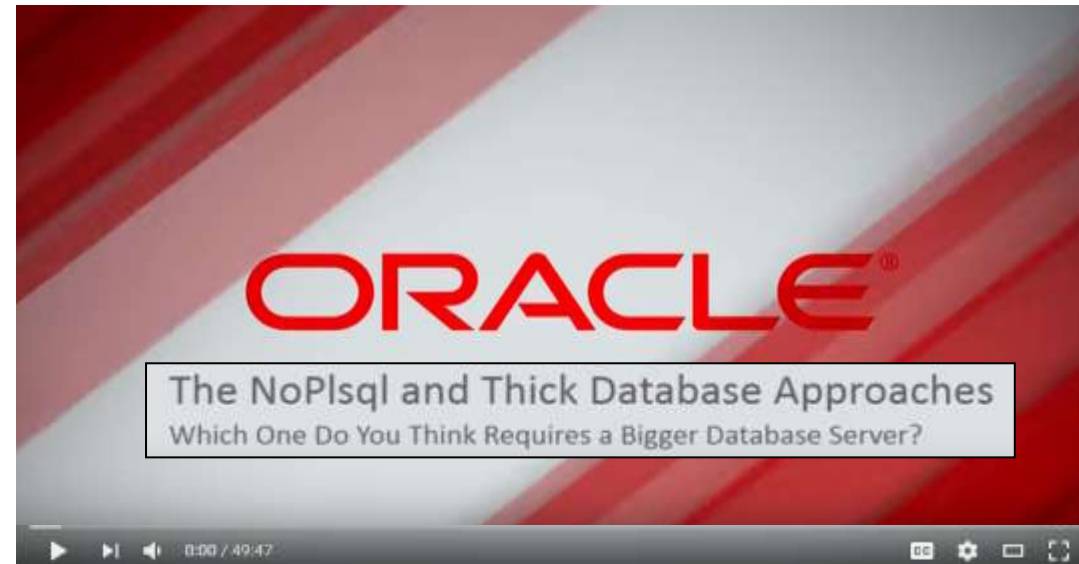 ORACLE®
The NoPlsql and Thick Database Approaches
Which One Do You Think Requires a Bigger Database Server?
0:00 / 49:47
CC